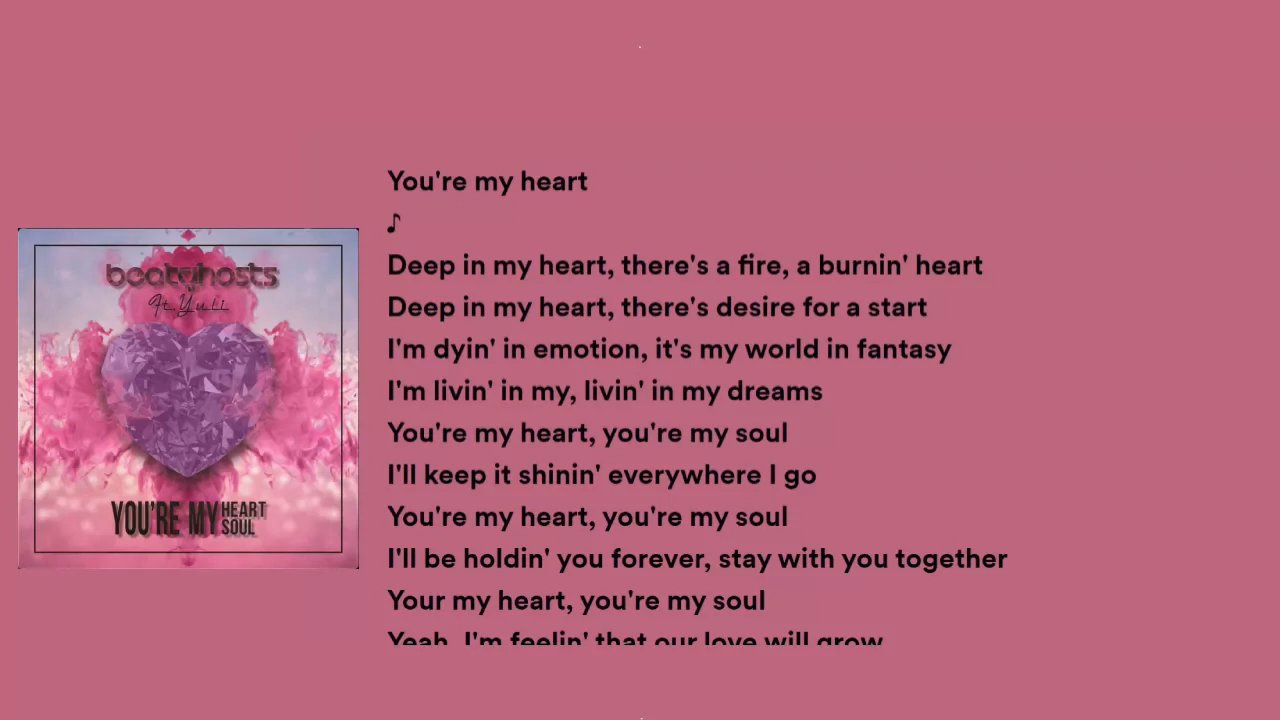 beatghosts
ft Yuli
YOU'RE MY HEART
SOUL
You're my heart
♪
Deep in my heart, there's a fire, a burnin' heart
Deep in my heart, there's desire for a start
I'm dyin' in emotion, it's my world in fantasy
I'm livin' in my, livin' in my dreams
You're my heart, you're my soul
I'll keep it shinin' everywhere I go
You're my heart, you're my soul
I'll be holdin' you forever, stay with you together
Your my heart, you're my soul
Yeah, I'm feelin' that our love will grow